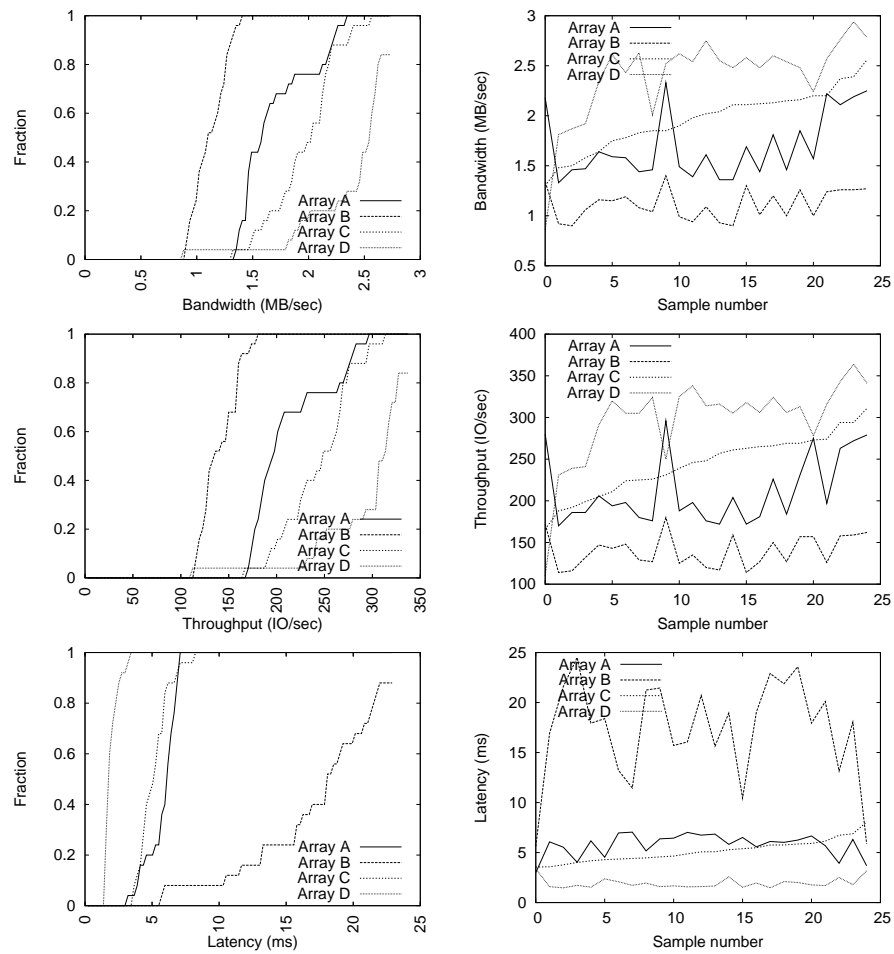 1
0.8
0.6
0.4
0.2
0
Fraction
0
0.5
1
1.5
2
2.5
3
Bandwidth (MB/sec)
Array A
Array B
Array C
Array D
3
2.5
2
1.5
1
0.5
Bandwidth (MB/sec)
0
5
10
15
20
25
Sample number
Array A
Array B
Array C
Array D
1
0.8
0.6
0.4
0.2
0
Fraction
0
50
100
150
200
250
300
350
Throughput (IO/sec)
Array A
Array B
Array C
Array D
400
350
300
250
200
150
100
Throughput (IO/sec)
0
5
10
15
20
25
Sample number
Array A
Array B
Array C
Array D
1
0.8
0.6
0.4
0.2
0
Fraction
0
5
10
15
20
25
Latency (ms)
Array A
Array B
Array C
Array D
25
20
15
10
5
0
Latency (ms)
0
5
10
15
20
25
Sample number
Array A
Array B
Array C
Array D